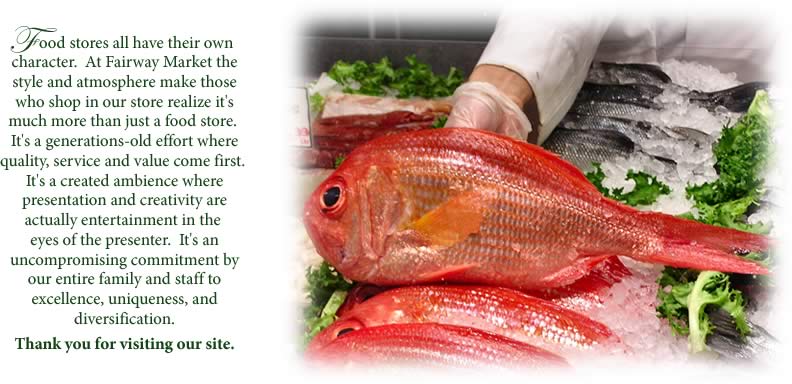 Food stores all have their own
character. At Fairway Market the
style and atmosphere make those
who shop in our store realize it's
much more than just a food store.
It's a generations-old effort where
quality, service and value come first.
It's a created ambience where
presentation and creativity are
actually entertainment in the
eyes of the presenter. It's an
uncompromising commitment by
our entire family and staff to
excellence, uniqueness, and
diversification.
Thank you for visiting our site.